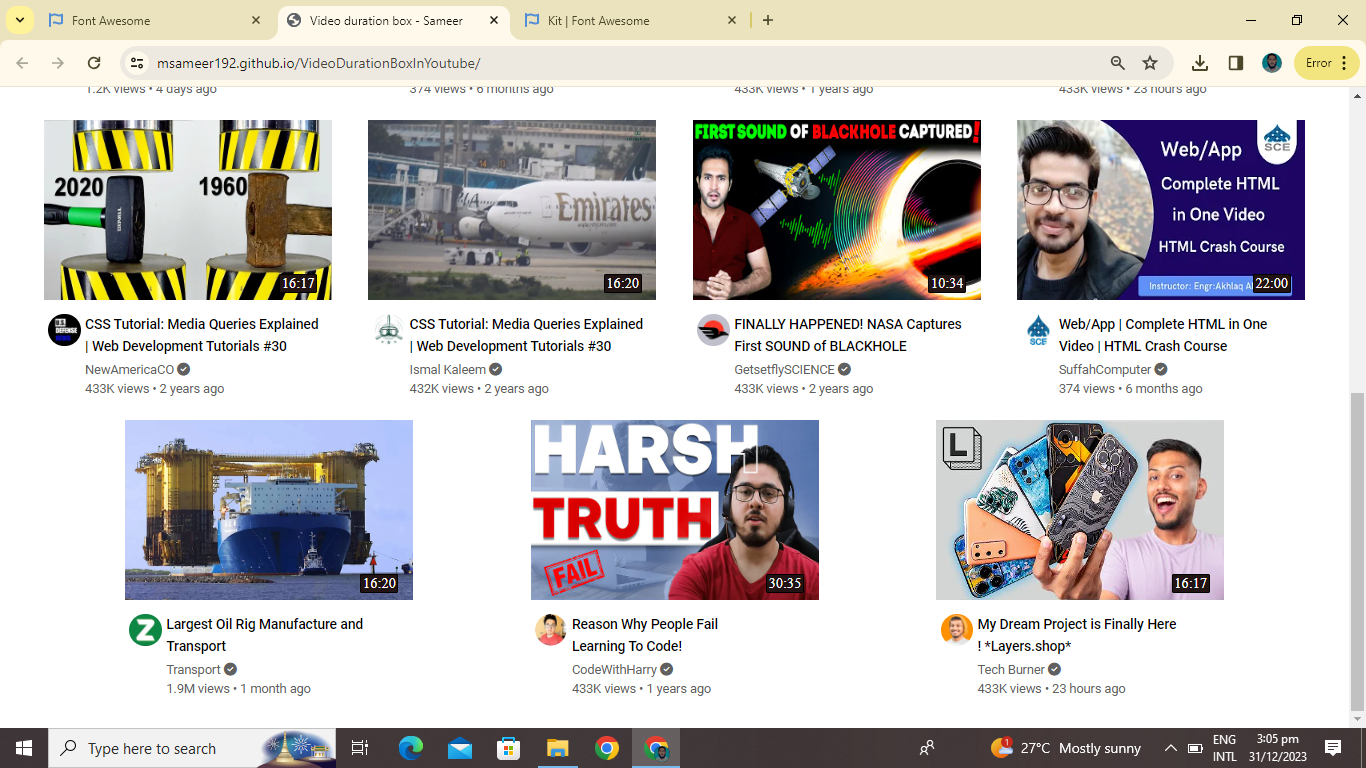 Font Awesome
Video duration box - Sameer
Kit | Font Awesome
msameer192.github.io/VideoDurationBoxInYoutube/
Error
1.2K views • 4 days ago
374 views • 6 months ago
433K views • 1 years ago
433K views • 23 hours ago
2020
1960
16:17
Emirates
16:20
FIRST SOUND OF BLACKHOLE CAPTURED!
10:34
SCE
Web/App
Complete HTML
in One Video
HTML Crash Course
Instructor: Engr:Akhlaq A
22:00
CSS Tutorial: Media Queries Explained
| Web Development Tutorials #30
NewAmericaCO
433K views • 2 years ago
CSS Tutorial: Media Queries Explained
| Web Development Tutorials #30
Ismal Kaleem
432K views • 2 years ago
FINALLY HAPPENED! NASA Captures
First SOUND of BLACKHOLE
GetsetflySCIENCE
433K views • 2 years ago
SCE
Web/App | Complete HTML in One
Video | HTML Crash Course
SuffahComputer
374 views • 6 months ago
16:20
HARSH
TRUTH
FAIL
30:35
L
16:17
Z
Largest Oil Rig Manufacture and
Transport
Transport
1.9M views • 1 month ago
Reason Why People Fail
Learning To Code!
CodeWithHarry
433K views • 1 years ago
My Dream Project is Finally Here
! *Layers.shop*
Tech Burner
433K views • 23 hours ago
Type here to search
1
27°C Mostly sunny
ENG
INTL
3:05 pm
31/12/2023